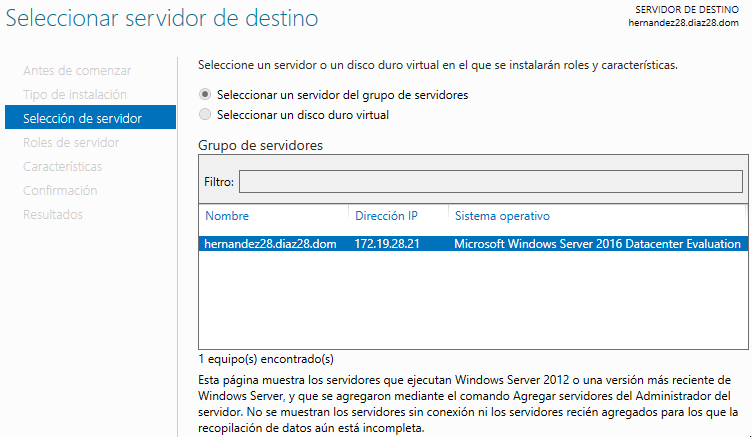 Seleccionar servidor de destino
SERVIDOR DE DESTINO
hernandez28.diaz28.dom
Antes de comenzar
Tipo de instalación
Selección de servidor
Roles de servidor
Características
Confirmación
Resultados
Seleccione un servidor o un disco duro virtual en el que se instalarán roles y características.
Seleccionar un servidor del grupo de servidores
Seleccionar un disco duro virtual
Grupo de servidores
Filtro:
Nombre Dirección IP Sistema operativo
hernandez28.diaz28.dom 172.19.28.21 Microsoft Windows Server 2016 Datacenter Evaluation
1 equipo(s) encontrado(s)
Esta página muestra los servidores que ejecutan Windows Server 2012 o una versión más reciente de
Windows Server, y que se agregaron mediante el comando Agregar servidores del Administrador del
servidor. No se muestran los servidores sin conexión ni los servidores recién agregados para los que la
recopilación de datos aún está incompleta.